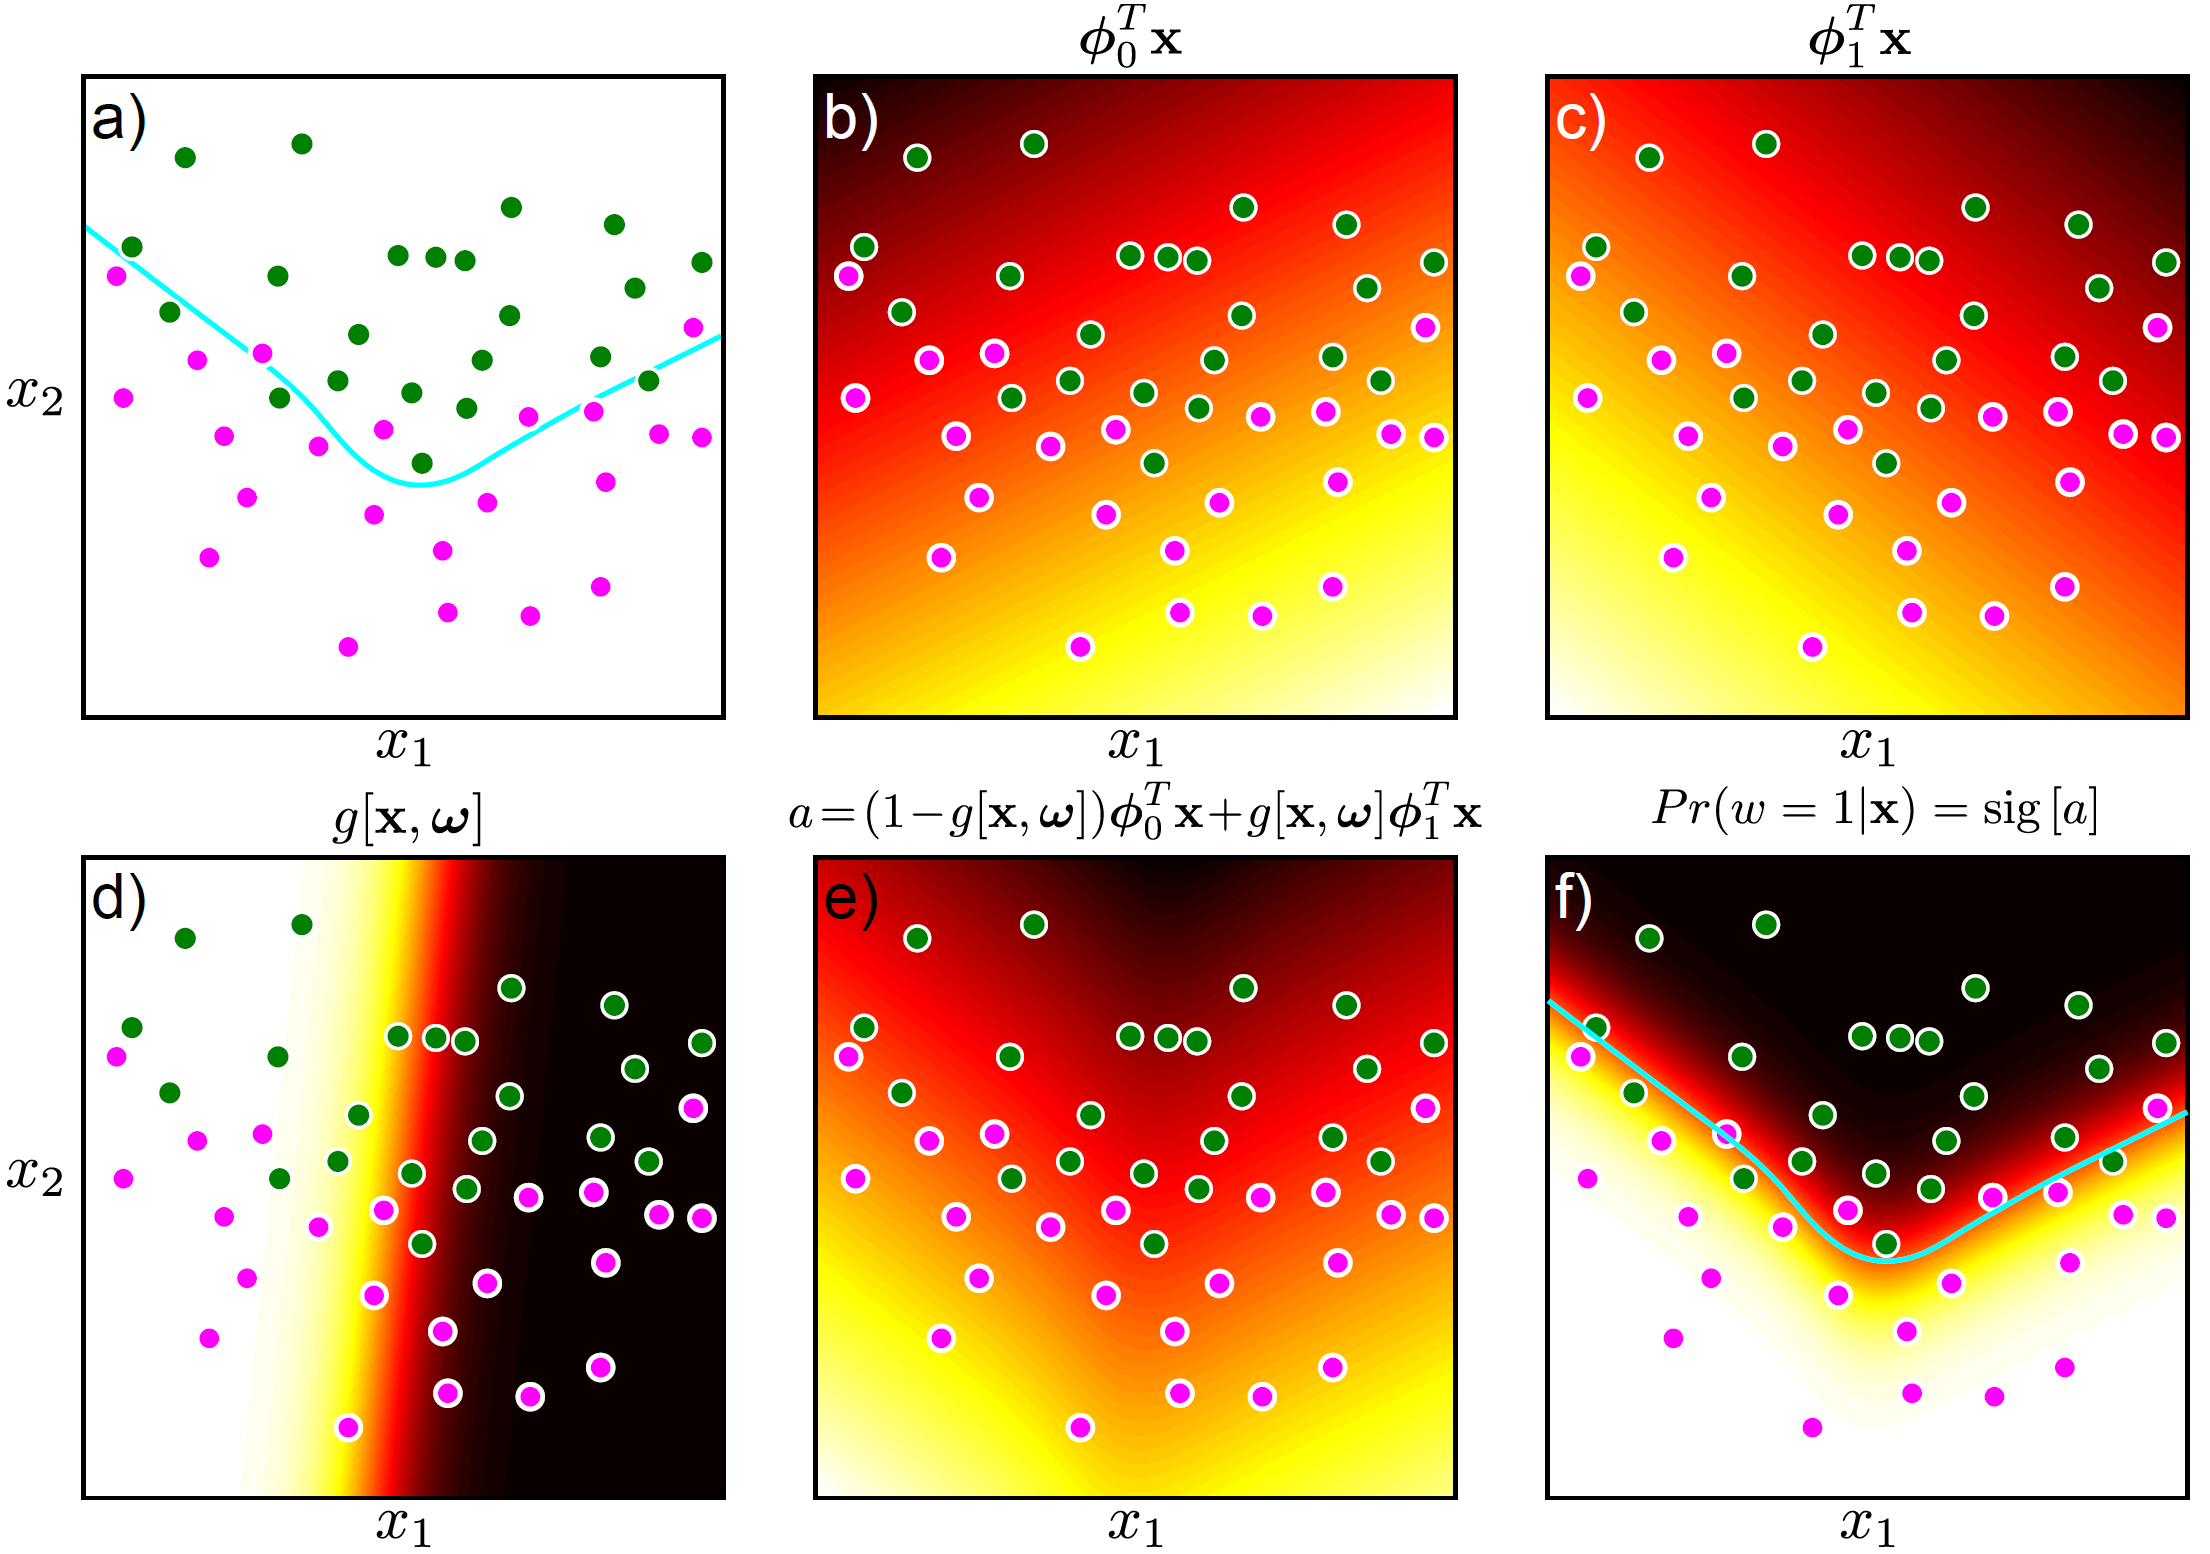 ϕ₀ᵀx
ϕ₁ᵀx
a)
b)
c)
x₂
x₁
x₁
x₁
g[x, ω]
a=(1−g[x, ω])ϕ₀ᵀx+g[x, ω]ϕ₁ᵀx
Pr(w = 1|x) = sig [a]
d)
e)
f)
x₂
x₁
x₁
x₁